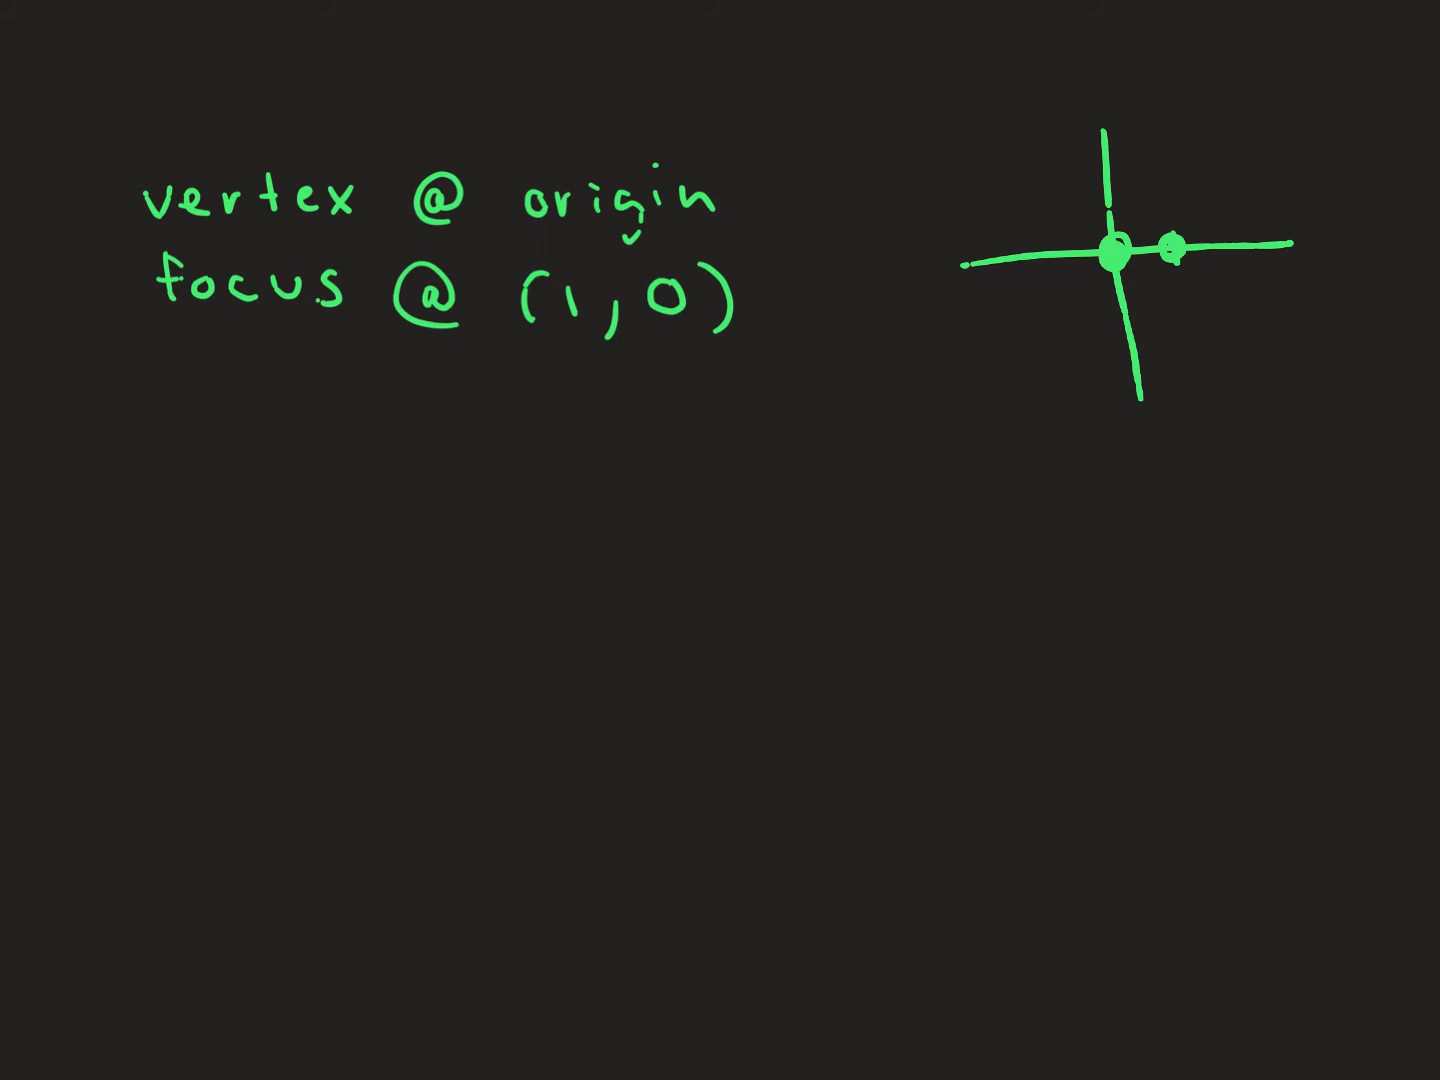 vertex @ origin
focus @ (1,0)